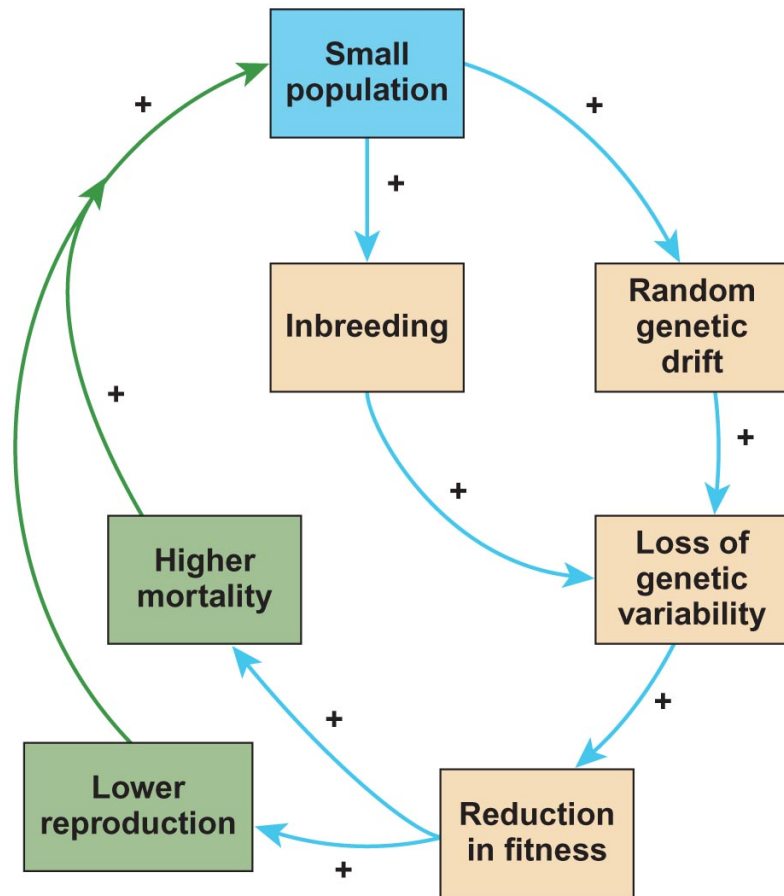 Small
population
+
+
+
Inbreeding
Random
genetic
drift
+
+
+
Higher
mortality
Loss of
genetic
variability
+
+
Lower
reproduction
Reduction
in fitness
+